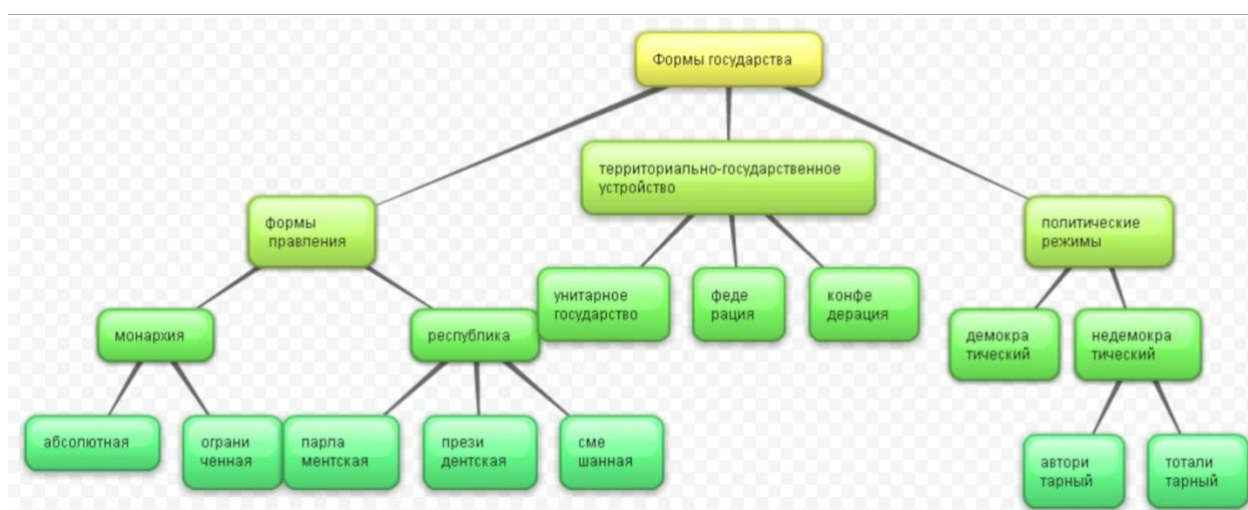 Формы государства
территориально-государственное
устройство
формы
правления
политические
режимы
унитарное
государство
феде
рация
конфе
дерация
монархия
республика
демокра
тический
недемокра
тический
абсолютная
ограни
ченная
парла
ментская
прези
дентская
сме
шанная
автори
тарный
тотали
тарный